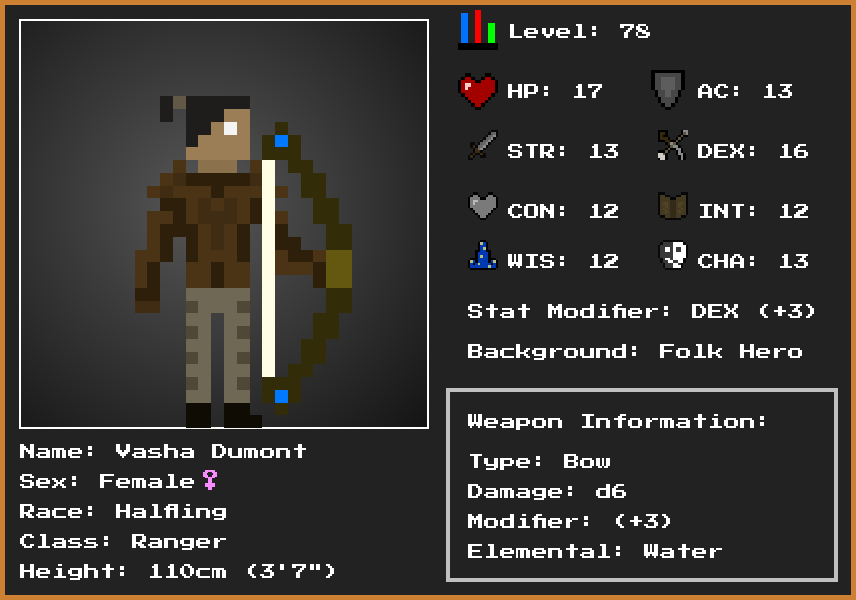 Level: 78
HP: 17 AC: 13
STR: 13 DEX: 16
CON: 12 INT: 12
WIS: 12 CHA: 13
Stat Modifier: DEX (+3)
Background: Folk Hero
Name: Vasha Dumont
Sex: Female♀
Race: Halfling
Class: Ranger
Height: 110cm (3'7")
Weapon Information:
Type: Bow
Damage: d6
Modifier: (+3)
Elemental: Water